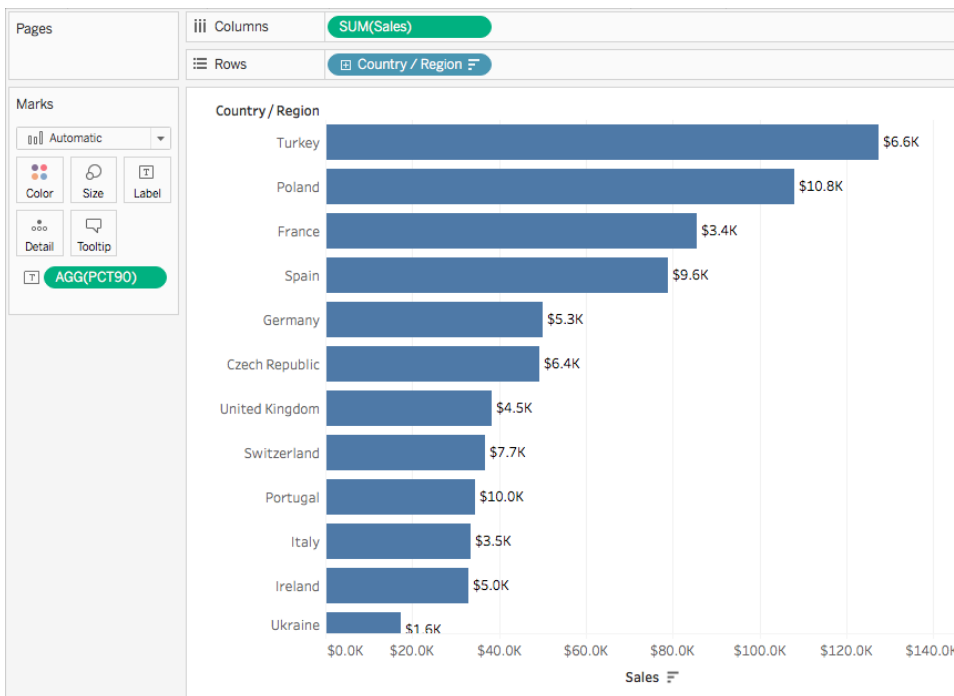 Pages
Columns
SUM(Sales)
Rows
Country / Region
Marks
Automatic
Color
Size
Label
Detail
Tooltip
AGG(PCT90)
Country / Region
Turkey
$6.6K
Poland
$10.8K
France
$3.4K
Spain
$9.6K
Germany
$5.3K
Czech Republic
$6.4K
United Kingdom
$4.5K
Switzerland
$7.7K
Portugal
$10.0K
Italy
$3.5K
Ireland
$5.0K
Ukraine
$1.6K
$0.0K $20.0K $40.0K $60.0K $80.0K $100.0K $120.0K $140.0K
Sales